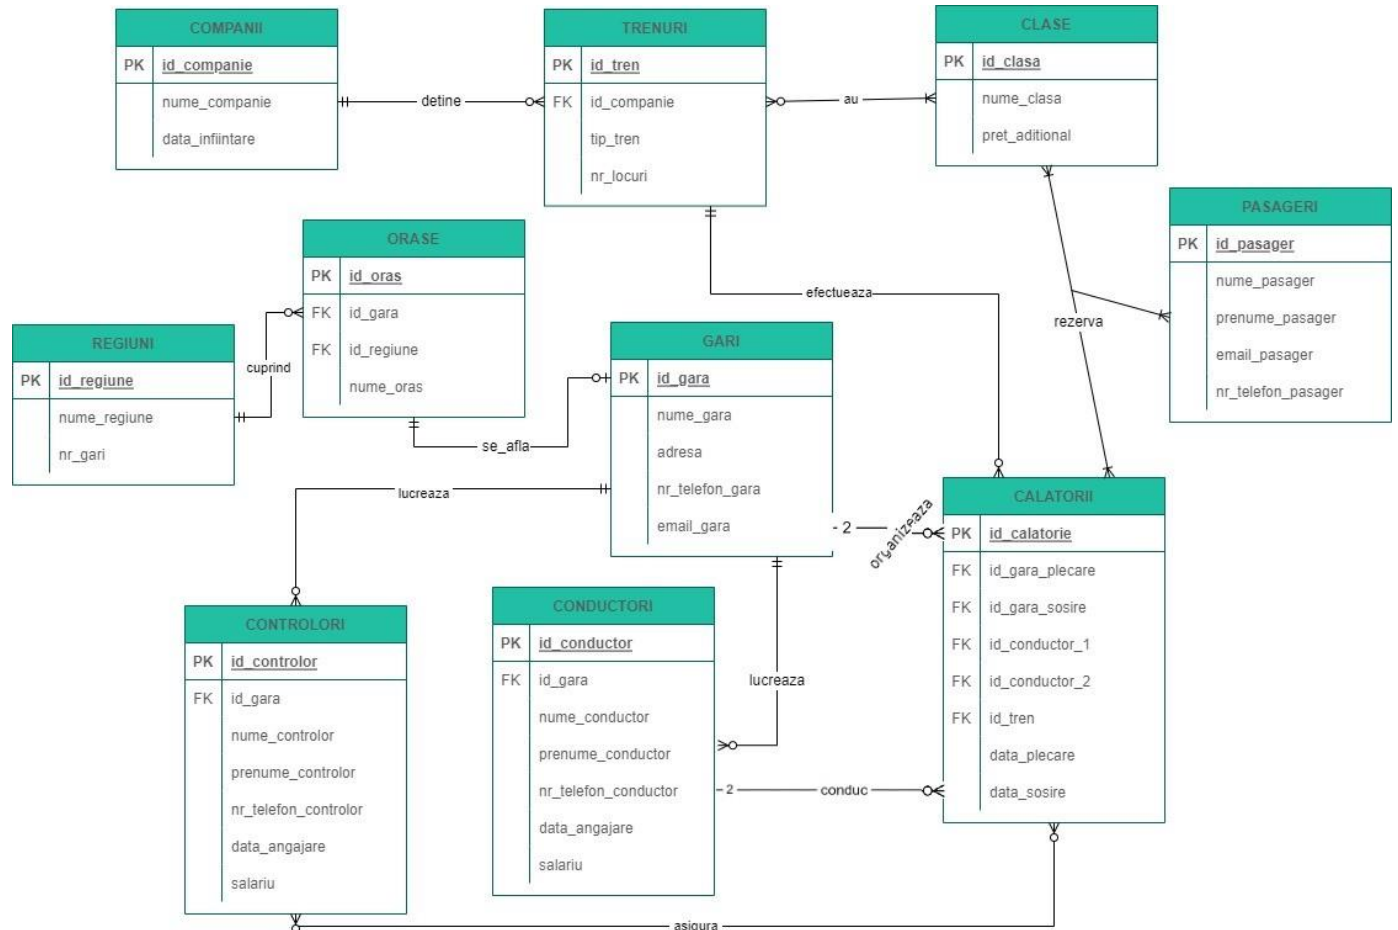 COMPANII
PK id_companie
nume_companie
data_infiintare
detine
TRENURI
PK id_tren
FK id_companie
tip_tren
nr_locuri
au
CLASE
PK id_clasa
nume_clasa
pret_aditional
PASAGERI
PK id_pasager
nume_pasager
prenume_pasager
email_pasager
nr_telefon_pasager
ORASE
PK id_oras
FK id_gara
FK id_regiune
nume_oras
efectueaza
rezerva
REGIUNI
PK id_regiune
nume_regiune
nr_gari
cuprind
GARI
PK id_gara
nume_gara
adresa
nr_telefon_gara
email_gara
se_afla
lucreaza
- 2
organizeaza
CALATORII
PK id_calatorie
FK id_gara_plecare
FK id_gara_sosire
FK id_conductor_1
FK id_conductor_2
FK id_tren
data_plecare
data_sosire
CONTROLORI
PK id_controlor
FK id_gara
nume_controlor
prenume_controlor
nr_telefon_controlor
data_angajare
salariu
CONDUCTORI
PK id_conductor
FK id_gara
nume_conductor
prenume_conductor
nr_telefon_conductor
data_angajare
salariu
lucreaza
- 2
conduc
asigura